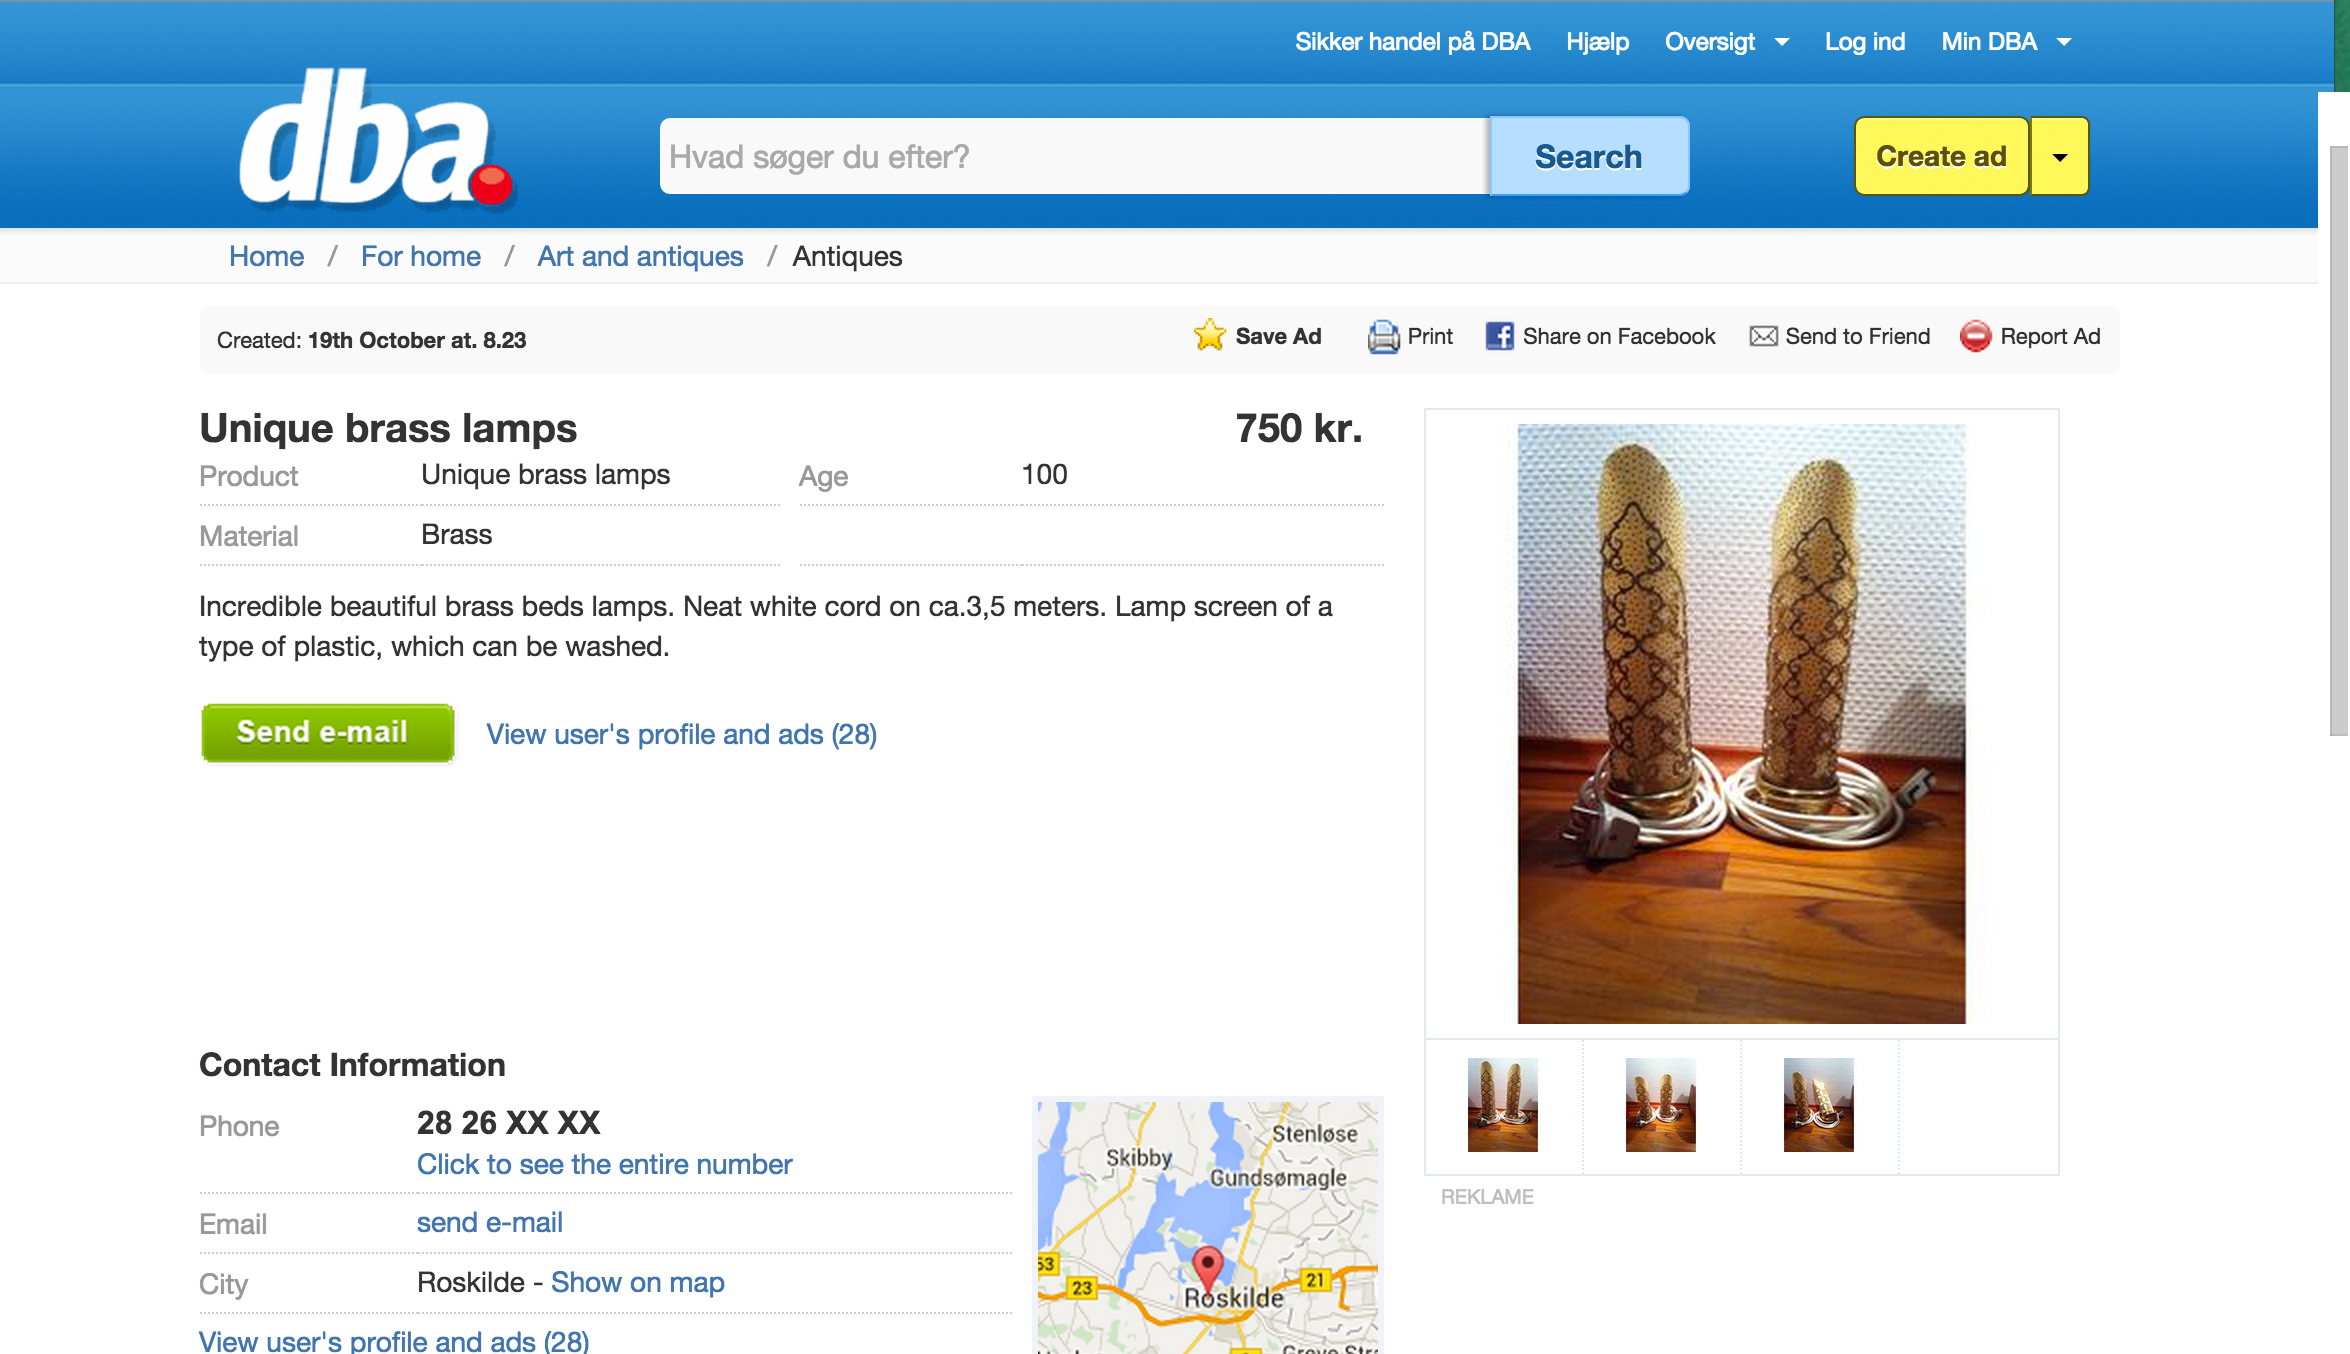 Sikker handel på DBA Hjælp Oversigt Log ind Min DBA
dba.
Hvad søger du efter?
Search
Create ad
Home / For home / Art and antiques / Antiques
Created: 19th October at. 8.23
Save Ad Print Share on Facebook Send to Friend Report Ad
Unique brass lamps 750 kr.
Product Unique brass lamps Age 100
Material Brass
Incredible beautiful brass beds lamps. Neat white cord on ca.3,5 meters. Lamp screen of a
type of plastic, which can be washed.
Send e-mail View user's profile and ads (28)
Contact Information
Phone 28 26 XX XX
Click to see the entire number
Email send e-mail
City Roskilde - Show on map
View user's profile and ads (28)
Stenløse
Skibby
Gundsømagle
53
23
21
Roskilde
REKLAME